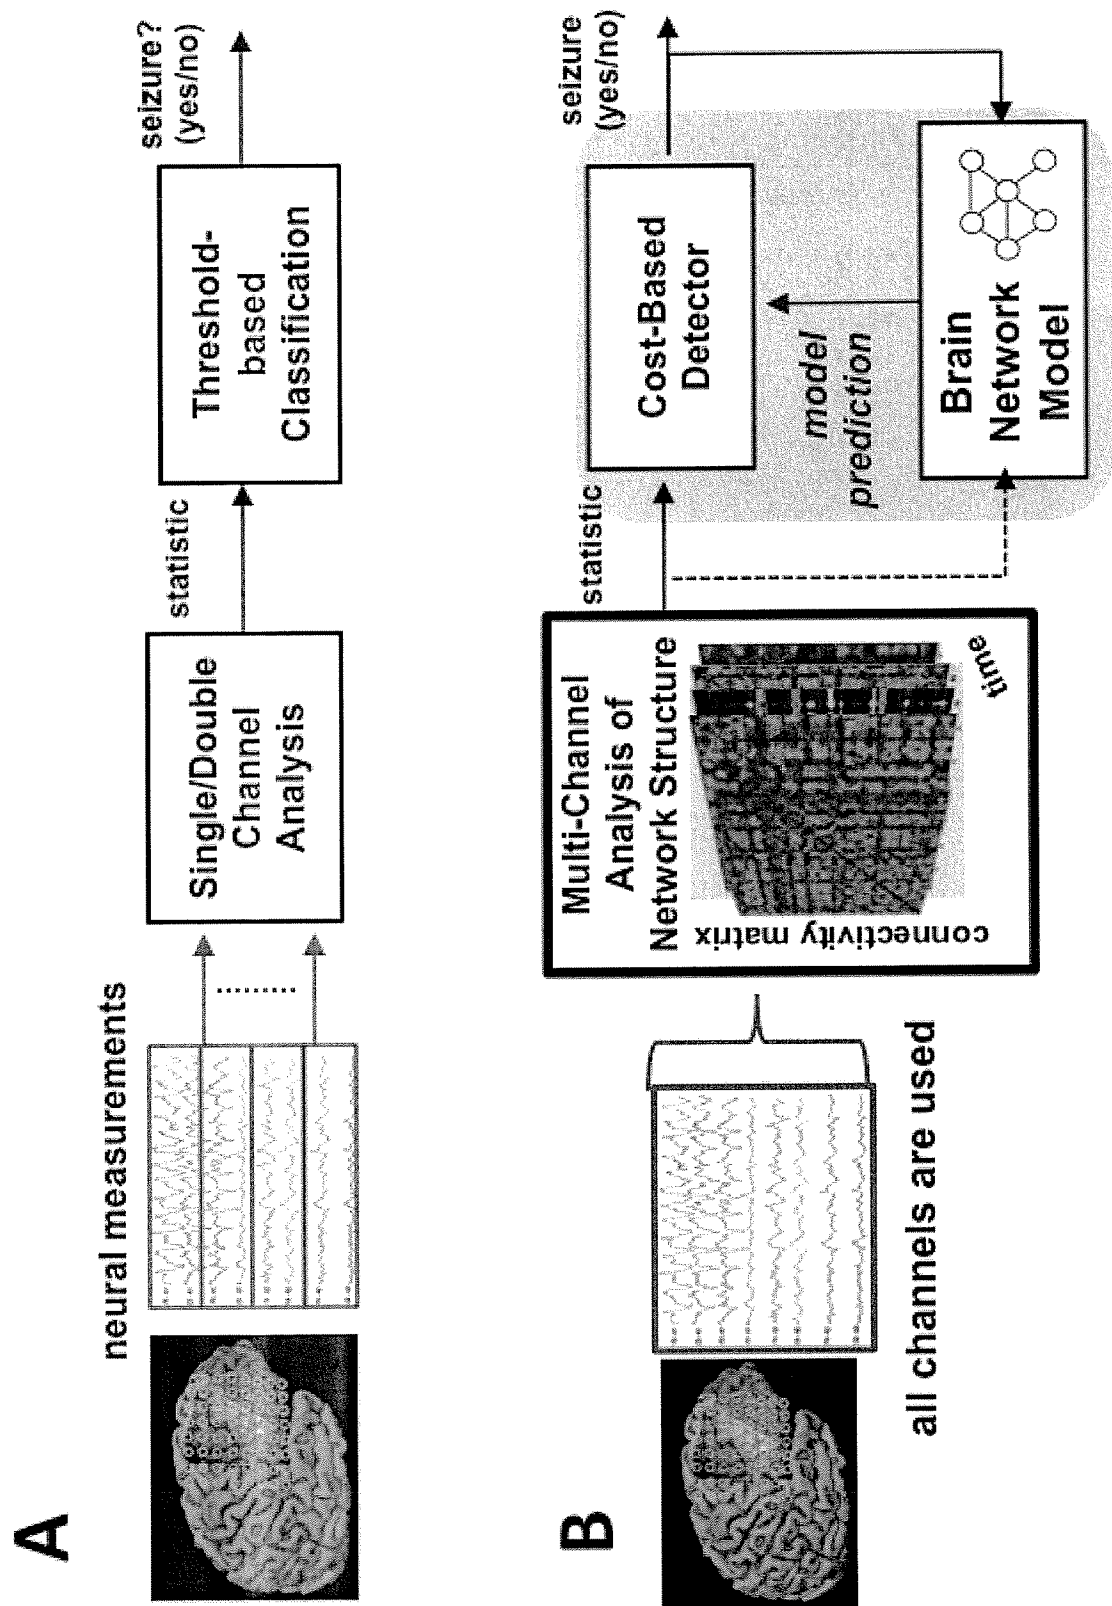 A
neural measurements
Single/Double
Channel
Analysis
statistic
Threshold-
based
Classification
seizure?
(yes/no)
B
all channels are used
Multi-Channel
Analysis of
Network Structure
connectivity matrix
time
statistic
Cost-Based
Detector
seizure
(yes/no)
model
prediction
Brain
Network
Model